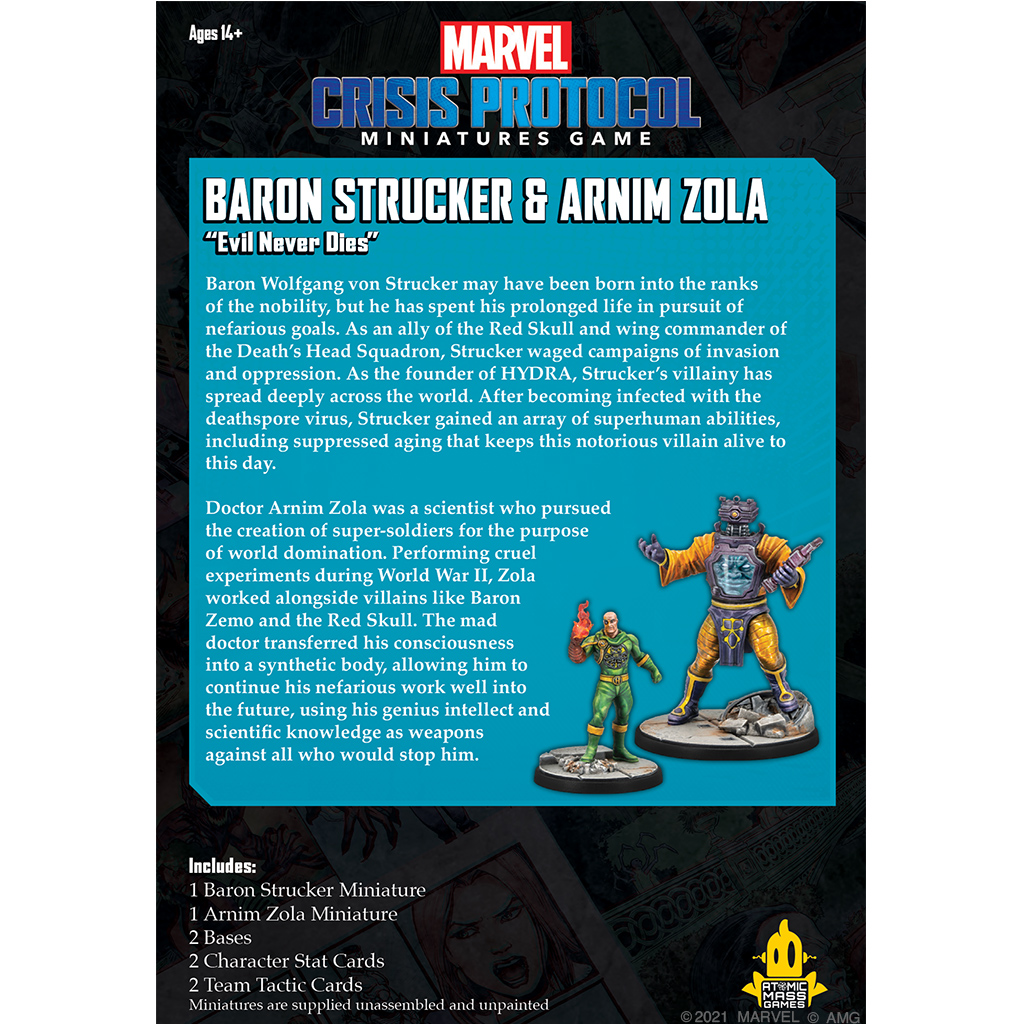 Ages 14+
MARVEL
CRISIS PROTOCOL
MINIATURES GAME
BARON STRUCKER & ARNIM ZOLA
“Evil Never Dies”
Baron Wolfgang von Strucker may have been born into the ranks
of the nobility, but he has spent his prolonged life in pursuit of
nefarious goals. As an ally of the Red Skull and wing commander of
the Death’s Head Squadron, Strucker waged campaigns of invasion
and oppression. As the founder of HYDRA, Strucker’s villainy has
spread deeply across the world. After becoming infected with the
deathspore virus, Strucker gained an array of superhuman abilities,
including suppressed aging that keeps this notorious villain alive to
this day.
Doctor Arnim Zola was a scientist who pursued
the creation of super-soldiers for the purpose
of world domination. Performing cruel
experiments during World War II, Zola
worked alongside villains like Baron
Zemo and the Red Skull. The mad
doctor transferred his consciousness
into a synthetic body, allowing him to
continue his nefarious work well into
the future, using his genius intellect and
scientific knowledge as weapons
against all who would stop him.
Includes:
1 Baron Strucker Miniature
1 Arnim Zola Miniature
2 Bases
2 Character Stat Cards
2 Team Tactic Cards
Miniatures are supplied unassembled and unpainted
ATOMIC
MASS
GAMES
© 2021 MARVEL © AMG